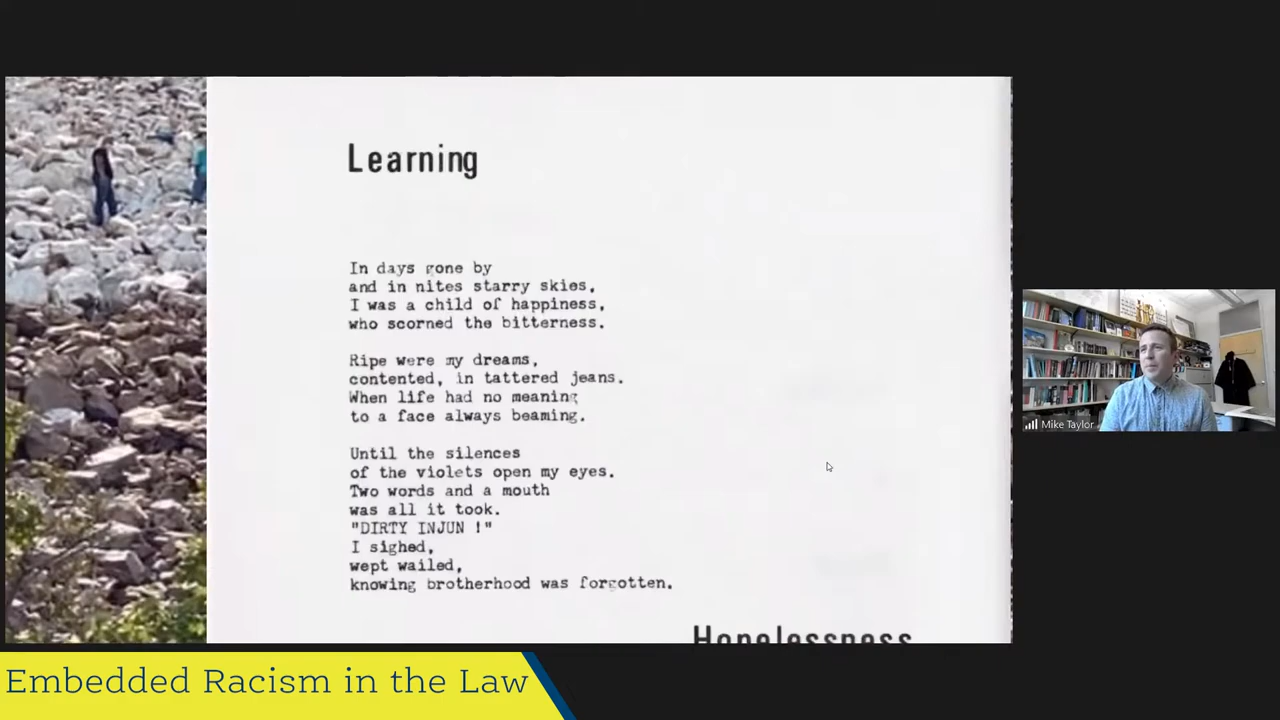 Learning
In days gone by
and in nites starry skies,
I was a child of happiness,
who scorned the bitterness.
Ripe were my dreams,
contented, in tattered jeans.
When life had no meaning
to a face always beaming.
Until the silences
of the violets open my eyes.
Two words and a mouth
was all it took.
"DIRTY INJUN !"
I sighed,
wept wailed,
knowing brotherhood was forgotten.
Hopelessness
Mike Taylor
Embedded Racism in the Law